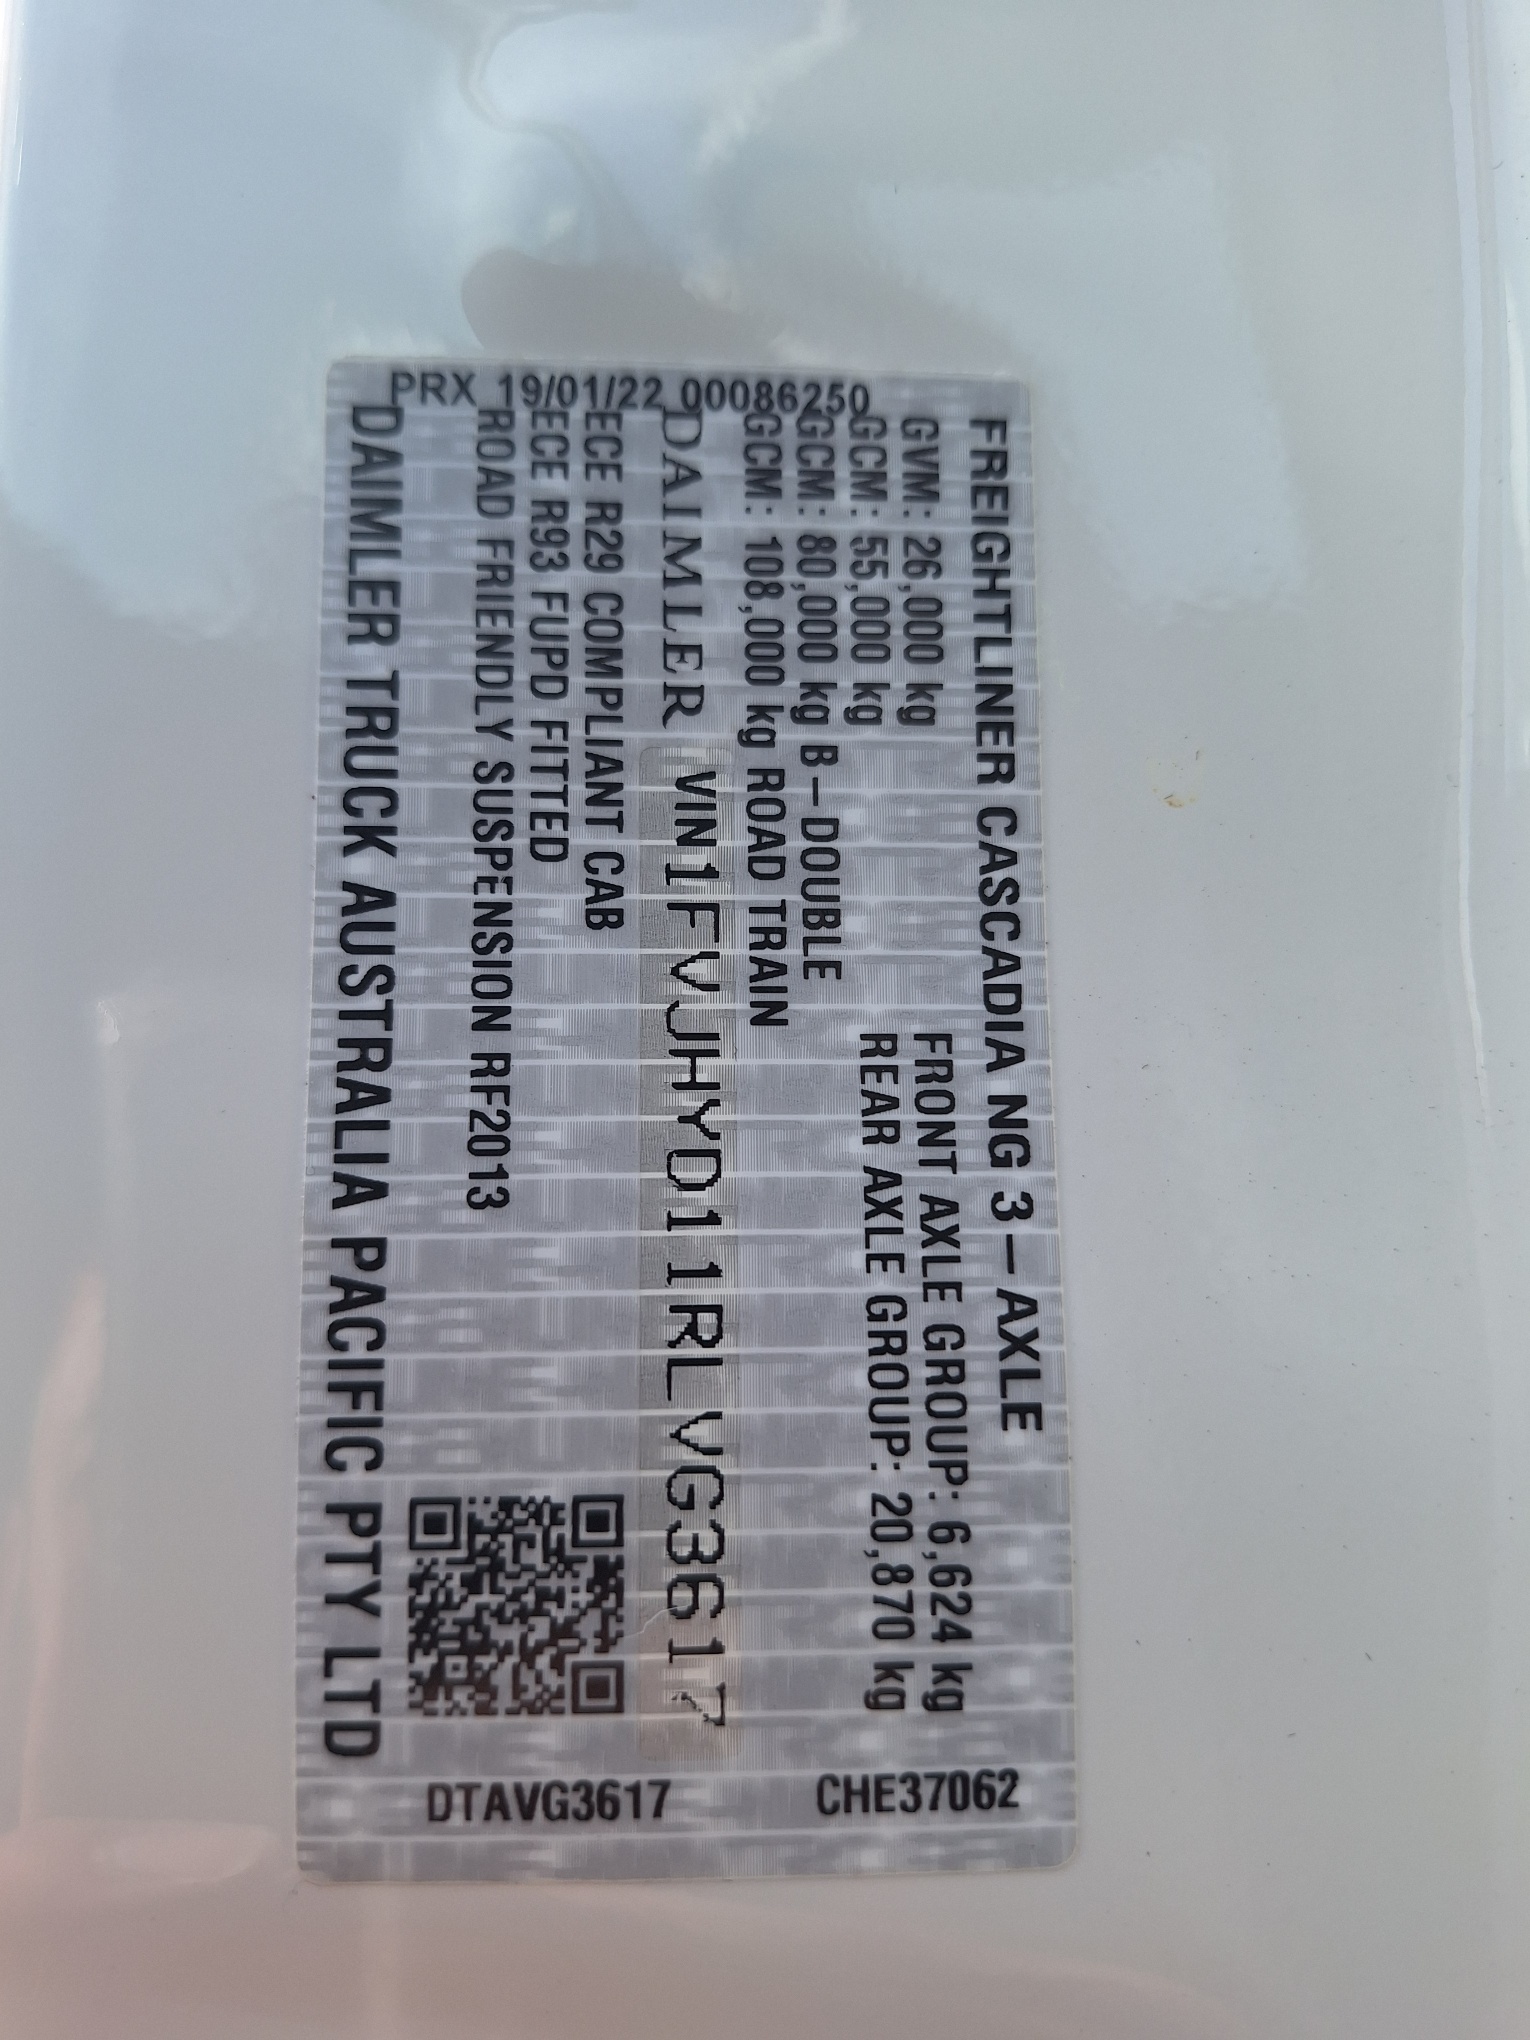 FREIGHTLINER CASCADIA NG 3-AXLE
GVM: 26,000 kg FRONT AXLE GROUP: 6,624 kg
GCM: 55,000 kg REAR AXLE GROUP: 20,870 kg
GCM: 80,000 kg B-DOUBLE
GCM: 108,000 kg ROAD TRAIN
DAIMLER VIN1FVJHYD11RLVG3617
ECE R29 COMPLIANT CAB
ECE R93 FUPD FITTED
ROAD FRIENDLY SUSPENSION RF2013
DAIMLER TRUCK AUSTRALIA PACIFIC PTY LTD
PRX 19/01/22 00086250
DTAVG3617
CHE37062